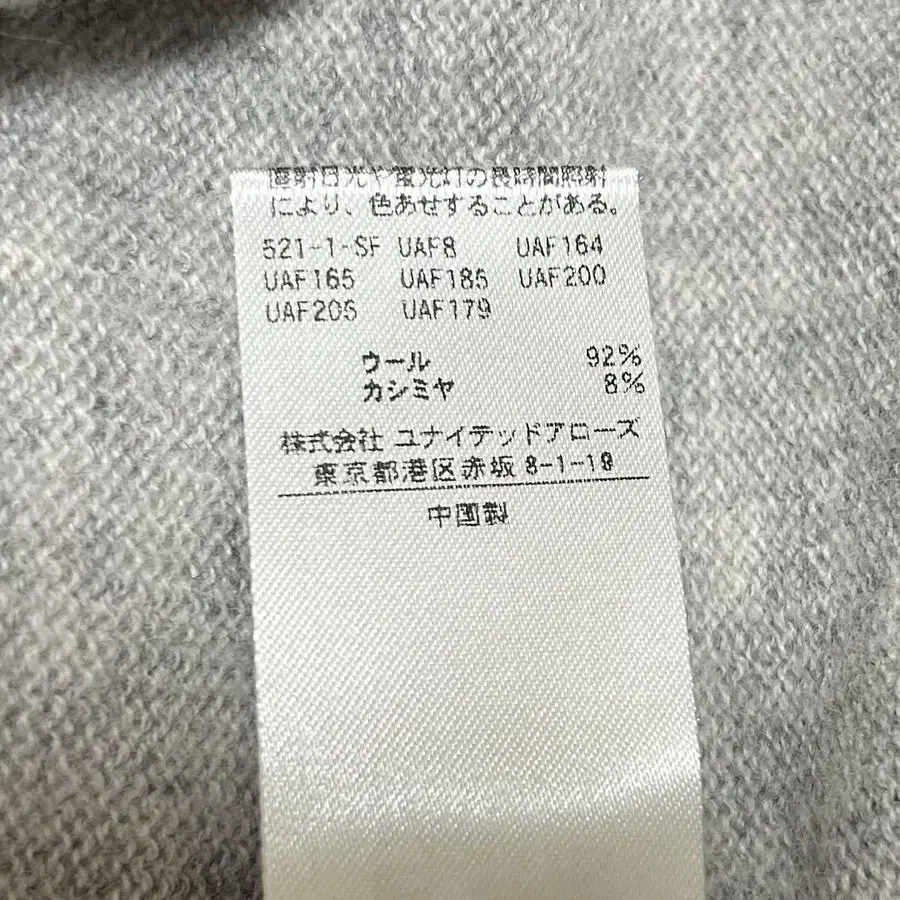 直射日光や蛍光灯の長時間照射
により、色あせすることがある。
521-1-SF UAF8 UAF164
UAF165 UAF185 UAF200
UAF205 UAF179
ウール 92%
カシミヤ 8%
株式会社 ユナイテッドアローズ
東京都港区赤坂 8-1-19
中国製